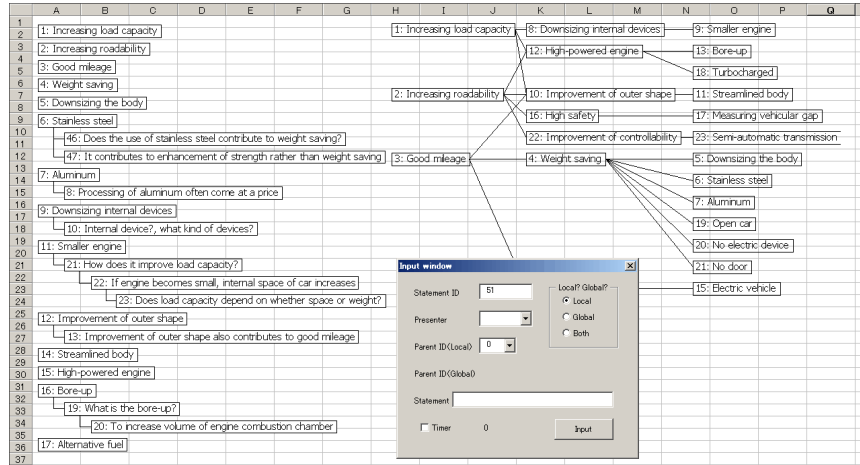 A B C D E F G H I J K L M N O P Q
1
2
3
4
5
6
7
8
9
10
11
12
13
14
15
16
17
18
19
20
21
22
23
24
25
26
27
28
29
30
31
32
33
34
35
36
37
1: Increasing load capacity
2: Increasing roadability
3: Good mileage
4: Weight saving
5: Downsizing the body
6: Stainless steel
46: Does the use of stainless steel contribute to weight saving?
47: It contributes to enhancement of strength rather than weight saving
7: Aluminum
8: Processing of aluminum often come at a price
9: Downsizing internal devices
10: Internal device?, what kind of devices?
11: Smaller engine
21: How does it improve load capacity?
22: If engine becomes small, internal space of car increases
23: Does load capacity depend on whether space or weight?
12: Improvement of outer shape
13: Improvement of outer shape also contributes to good mileage
14: Streamlined body
15: High-powered engine
16: Bore-up
19: What is the bore-up?
20: To increase volume of engine combustion chamber
17: Alternative fuel
1: Increasing load capacity
8: Downsizing internal devices
9: Smaller engine
12: High-powered engine
13: Bore-up
18: Turbocharged
2: Increasing roadability
10: Improvement of outer shape
11: Streamlined body
16: High safety
17: Measuring vehicular gap
22: Improvement of controllability
23: Semi-automatic transmission
3: Good mileage
4: Weight saving
5: Downsizing the body
6: Stainless steel
7: Aluminum
19: Open car
20: No electric device
21: No door
15: Electric vehicle
Input window
Statement ID 51
Local? Global?
Local
Global
Both
Presenter
Parent ID(Local) 0
Parent ID(Global)
Statement
Timer 0
Input